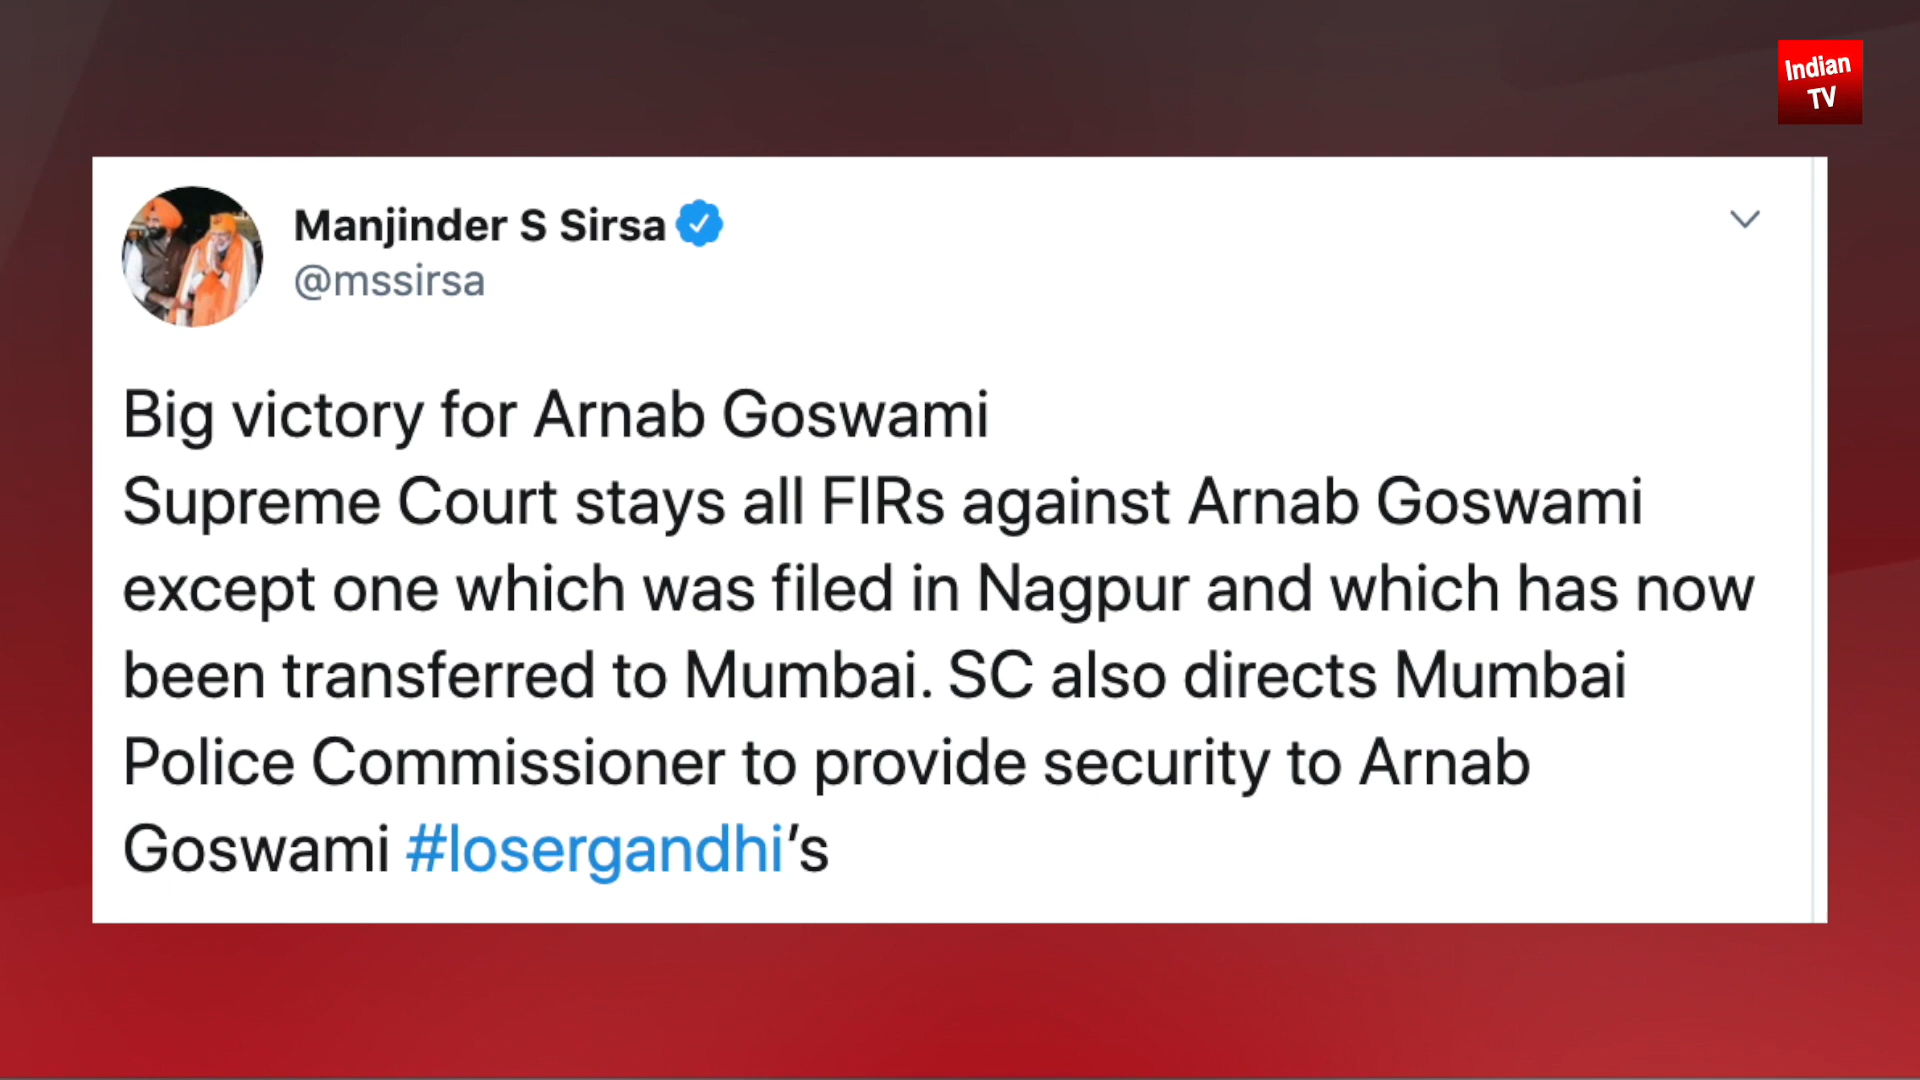 Indian
TV
Manjinder S Sirsa
@mssirsa
Big victory for Arnab Goswami
Supreme Court stays all FIRs against Arnab Goswami
except one which was filed in Nagpur and which has now
been transferred to Mumbai. SC also directs Mumbai
Police Commissioner to provide security to Arnab
Goswami #losergandhi’s